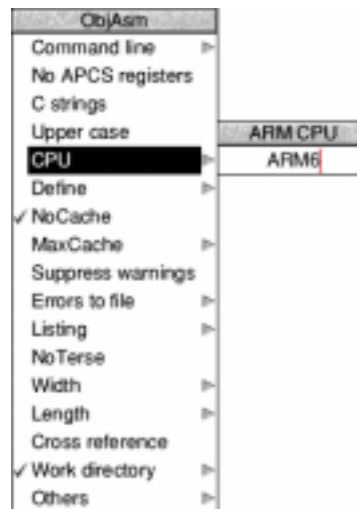 ObjAsm
Command line
No APCS registers
C strings
Upper case
CPU
ARM CPU
ARM6
Define
✓ NoCache
MaxCache
Suppress warnings
Errors to file
Listing
NoTerse
Width
Length
Cross reference
✓ Work directory
Others